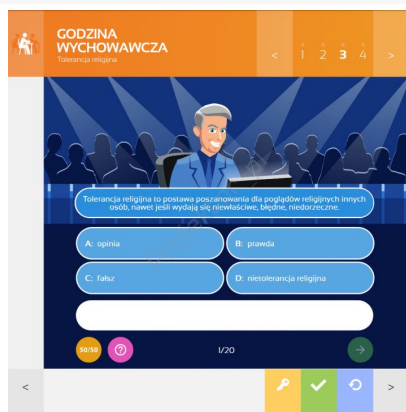 GODZINA
WYCHOWAWCZA
Tolerancja religijna
< 1 2 3 4 >
Tolerancja religijna to postawa poszanowania dla poglądów religijnych innych
osób, nawet jeśli wydają się niewłaściwe, błędne, niedorzeczne.
A: opinia
B: prawda
C: fałsz
D: nietolerancja religijna
50/50 ? 1/20
< >